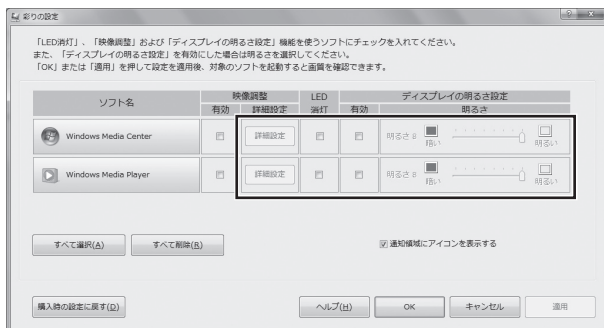 彩りの設定
「LED消灯」、「映像調整」および「ディスプレイの明るさ設定」機能を使うソフトにチェックを入れてください。
また、「ディスプレイの明るさ設定」を有効にした場合は明るさを選択してください。
「OK」または「適用」を押して設定を適用後、対象のソフトを起動すると画質を確認できます。
ソフト名 映像調整 LED消灯 ディスプレイの明るさ設定
有効 詳細設定 有効 明るさ
Windows Media Center 詳細設定 明るさ 8 暗い 明るい
Windows Media Player 詳細設定 明るさ 8 暗い 明るい
すべて選択(A) すべて削除(R) 通知領域にアイコンを表示する
購入時の設定に戻す(D) ヘルプ(H) OK キャンセル 適用